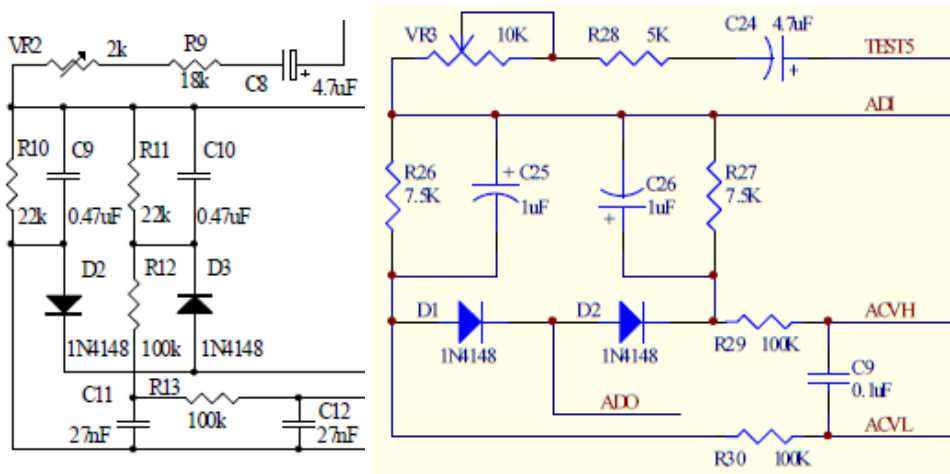 VR2 2k R9 18k C8 4.7uF
R10 C9 R11 C10
22k 0.47uF 22k 0.47uF
D2 R12 D3
1N4148 100k 1N4148
C11 R13 C12
27nF 100k 27nF
VR3 10K R28 5K C24 4.7uF TEST5
+
ADI
R26 + C25 C26 R27
7.5K 1uF 1uF 7.5K
+
D1 D2 ACVH
1N4148 1N4148 R29 100K
C9
0.1uF
ADO ACVL
R30 100K